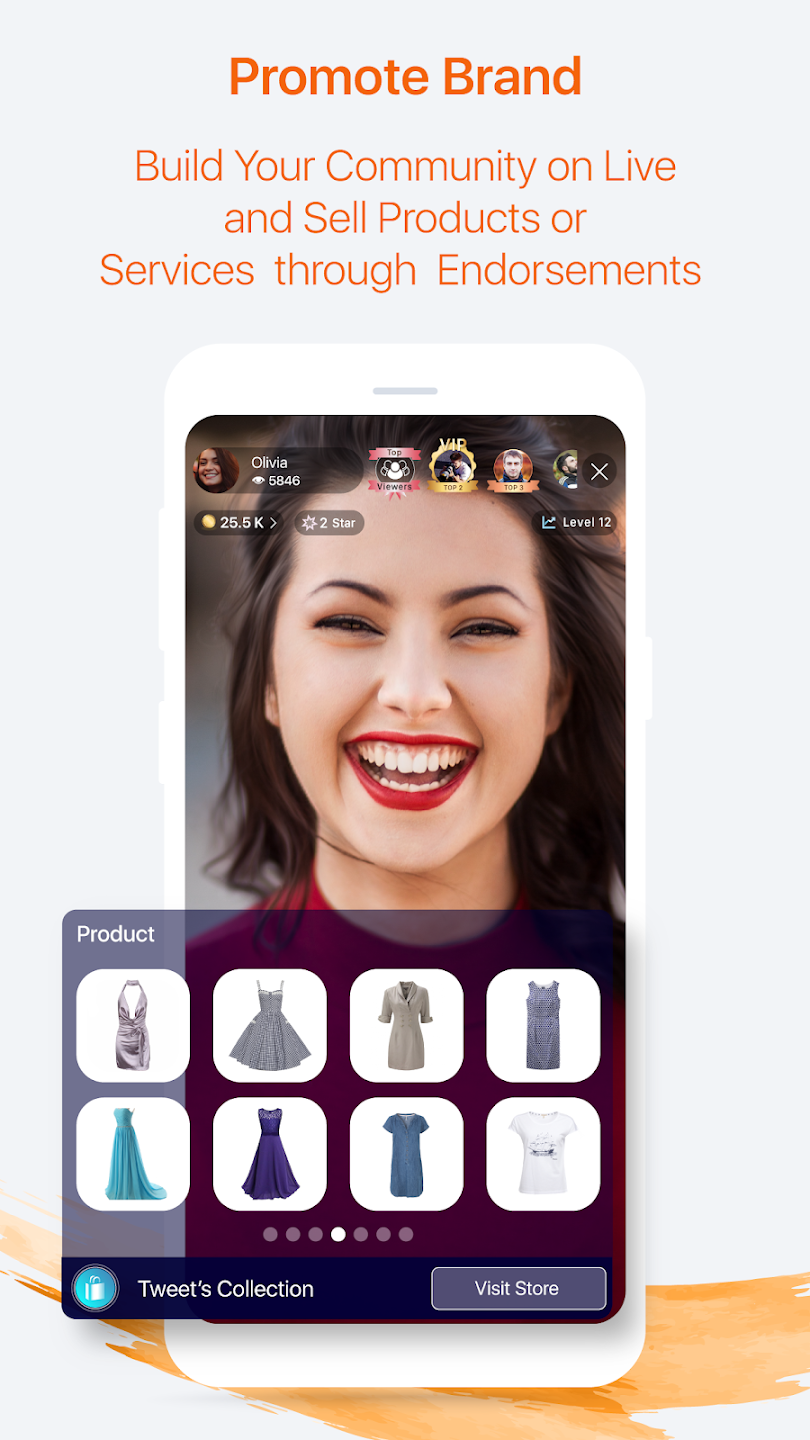 Promote Brand
Build Your Community on Live
and Sell Products or
Services through Endorsements
Olivia
5846
Top
Viewers
VIP
TOP 2
TOP 3
25.5 K
2 Star
Level 12
Product
Tweet's Collection
Visit Store